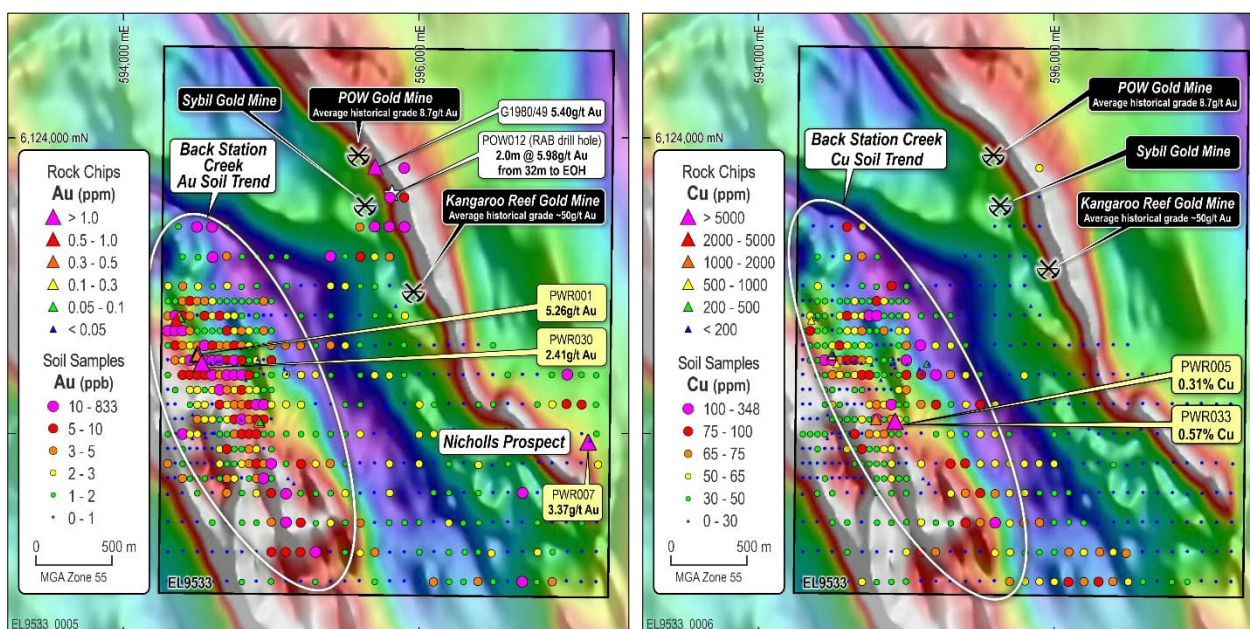 594,000 mE
596,000 mE
6,124,000 mN
Sybil Gold Mine
POW Gold Mine
Average historical grade 8.7g/t Au
G1980/49 5.40g/t Au
POW012 (RAB drill hole)
2.0m @ 5.98g/t Au
from 32m to EOH
Back Station
Creek
Au Soil Trend
Kangaroo Reef Gold Mine
Average historical grade ~50g/t Au
Rock Chips
Au (ppm)
> 1.0
0.5 - 1.0
0.3 - 0.5
0.1 - 0.3
0.05 - 0.1
< 0.05
Soil Samples
Au (ppb)
10 - 833
5 - 10
3 - 5
2 - 3
1 - 2
0 - 1
0 500 m
MGA Zone 55
PWR001
5.26g/t Au
PWR030
2.41g/t Au
Nicholls Prospect
PWR007
3.37g/t Au
EL9533
EL9533_0005
594,000 mE
596,000 mE
6,124,000 mN
POW Gold Mine
Average historical grade 8.7g/t Au
Back Station Creek
Cu Soil Trend
Sybil Gold Mine
Kangaroo Reef Gold Mine
Average historical grade ~50g/t Au
Rock Chips
Cu (ppm)
> 5000
2000 - 5000
1000 - 2000
500 - 1000
200 - 500
< 200
Soil Samples
Cu (ppm)
100 - 348
75 - 100
65 - 75
50 - 65
30 - 50
0 - 30
0 500 m
MGA Zone 55
PWR005
0.31% Cu
PWR033
0.57% Cu
EL9533
EL9533_0006